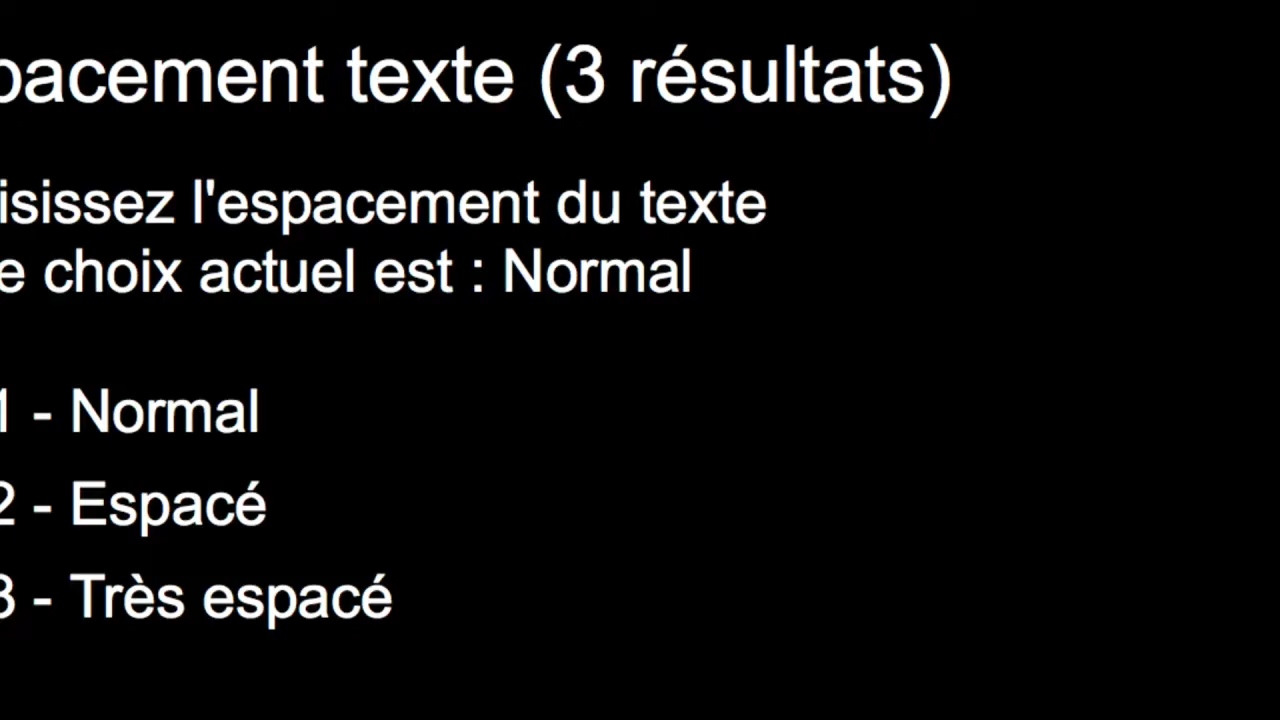 pacement texte (3 résultats)
isissez l'espacement du texte
e choix actuel est : Normal
1 - Normal
2 - Espacé
3 - Très espacé